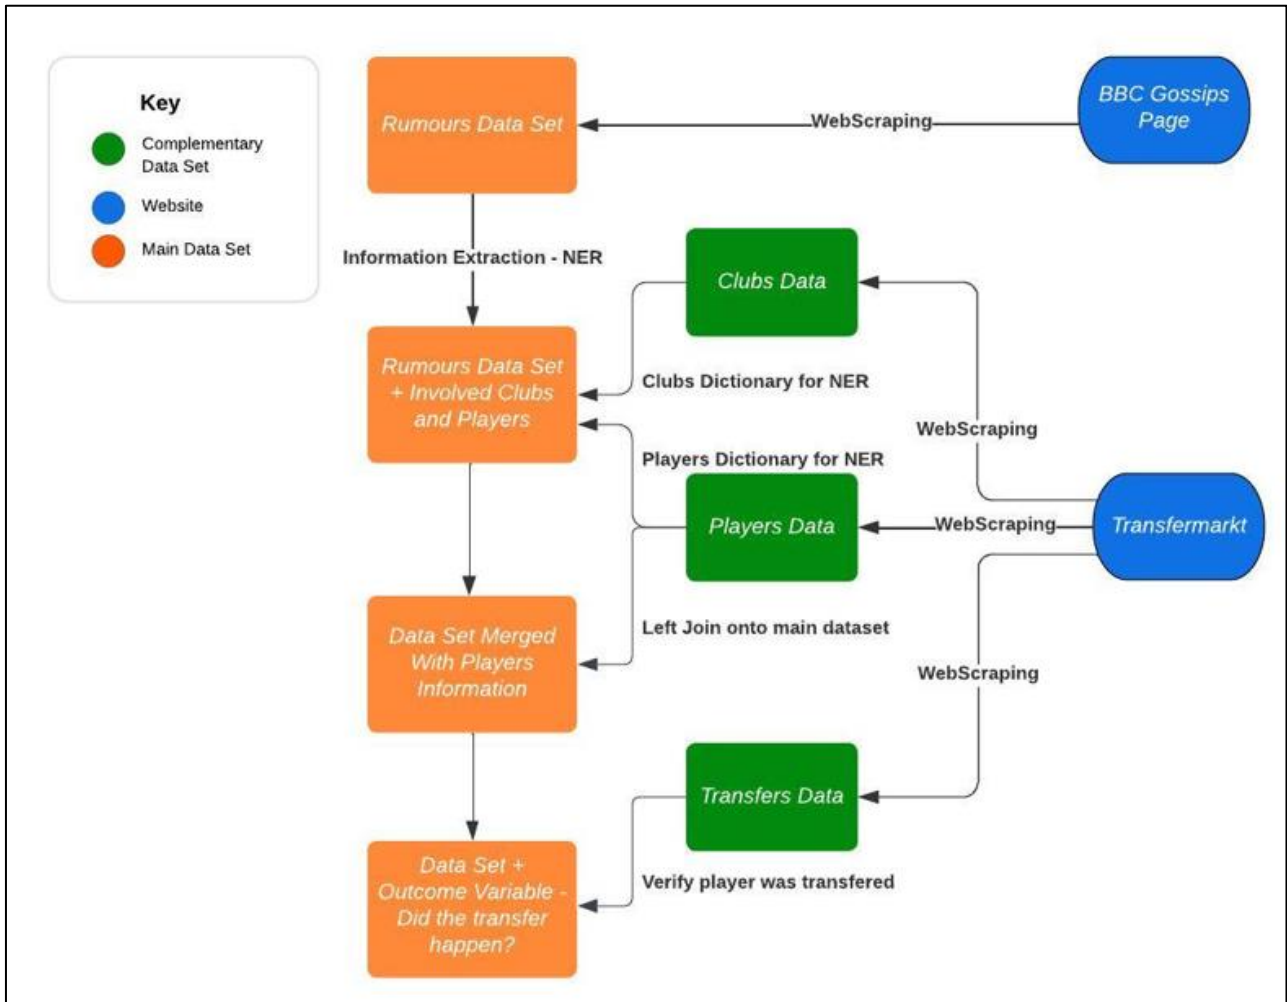 Key
Complementary
Data Set
Website
Main Data Set
Rumours Data Set
WebScraping
BBC Gossips
Page
Information Extraction - NER
Clubs Data
Rumours Data Set
+ Involved Clubs
and Players
Clubs Dictionary for NER
WebScraping
Players Dictionary for NER
Players Data
WebScraping
Transfermarkt
Data Set Merged
With Players
Information
Left Join onto main dataset
WebScraping
Transfers Data
Data Set +
Outcome Variable -
Did the transfer
happen?
Verify player was transfered